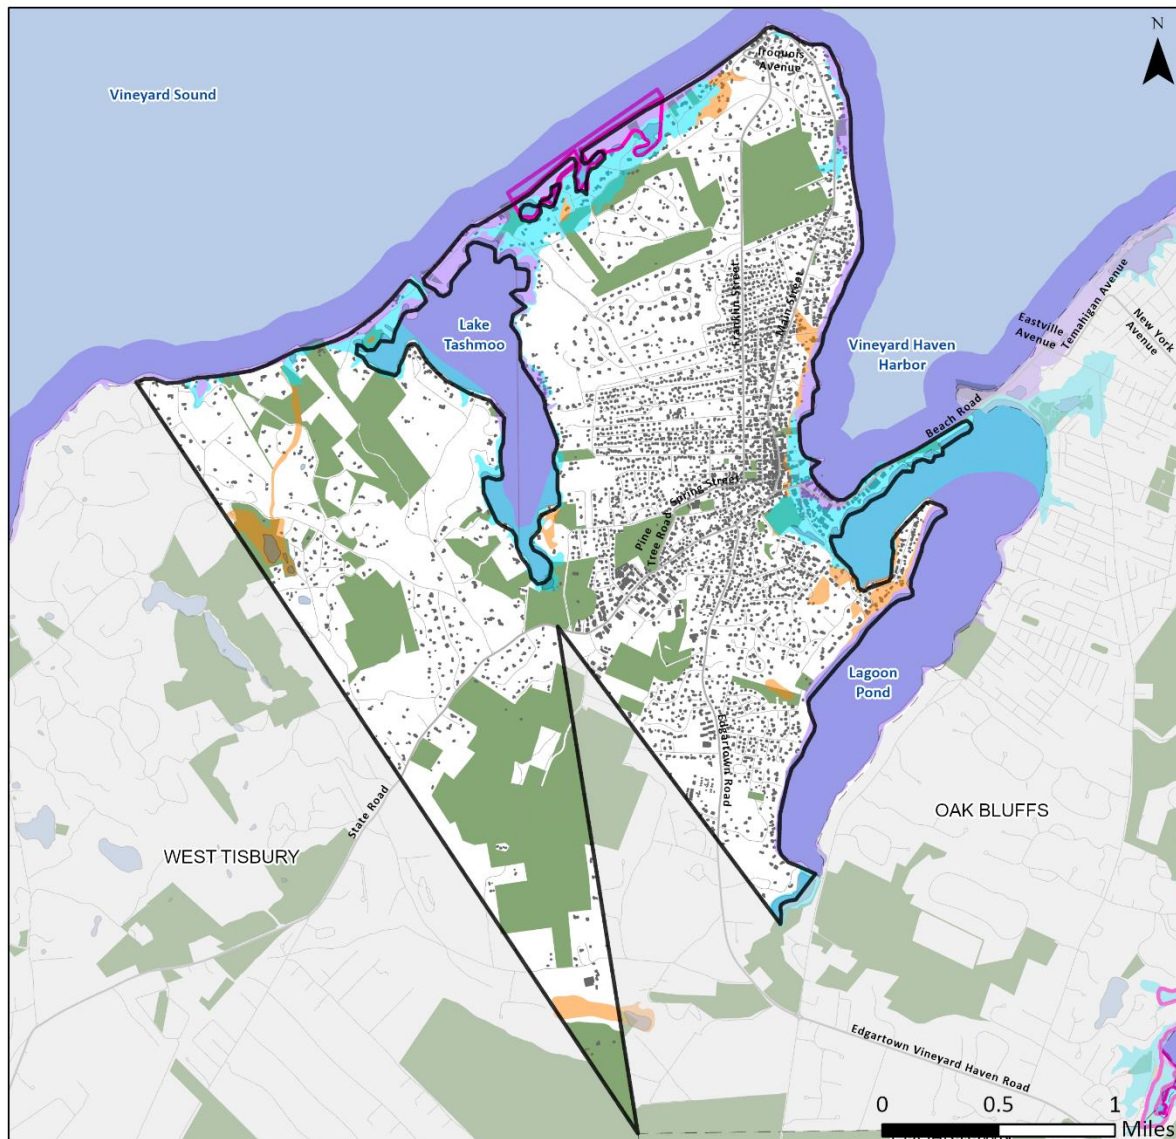 N
Iroquois
Avenue
Vineyard Sound
Franklin Street
Main Street
Lake
Tashmoo
Vineyard Haven
Harbor
Eastville
Avenue
Temahigan Avenue
New York
Avenue
Beach Road
Spring Street
Pine
Tree Road
Lagoon
Pond
Edgartown Road
OAK BLUFFS
State Road
WEST TISBURY
Edgartown Vineyard Haven Road
0 0.5 1
Miles